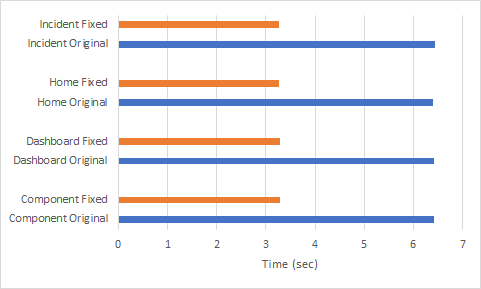 Incident Fixed
Incident Original
Home Fixed
Home Original
Dashboard Fixed
Dashboard Original
Component Fixed
Component Original
0 1 2 3 4 5 6 7
Time (sec)